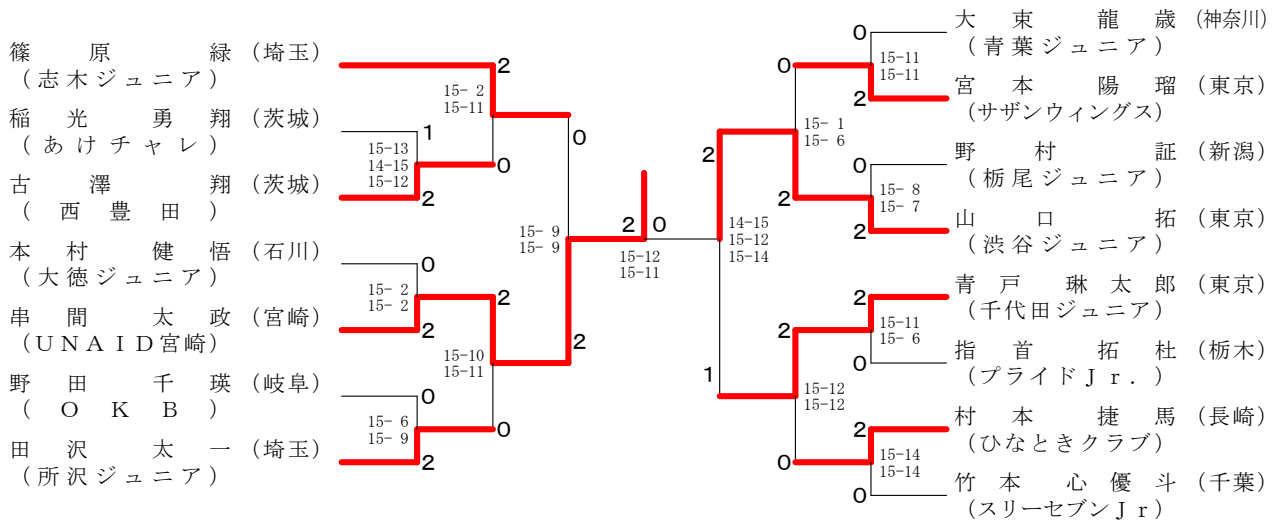 篠原 緑 (埼玉)
(志木ジュニア)
稲光勇翔 (茨城)
(あけチャレ)
古澤 翔 (茨城)
(西豊田)
本村健悟 (石川)
(大徳ジュニア)
串間太政 (宮崎)
(UNAID宮崎)
野田千瑛 (岐阜)
(OKB)
田沢太一 (埼玉)
(所沢ジュニア)
2
15- 2
15-11
0
1
15-13
14-15
15-12
0
2
15- 9
15- 9
0
15- 2
15- 2
2
2
15-10
15-11
2
0
15- 6
15- 9
0
2
2 0
15-12
15-11
2
14-15
15-12
15-14
1
0
15- 1
15- 6
2
2
15-12
15-12
0
0
15-11
15-11
2
0
15- 8
15- 7
2
2
15-11
15- 6
0
2
15-14
15-14
0
大東龍歳 (神奈川)
(青葉ジュニア)
宮本陽瑠 (東京)
(サザンウィングス)
野村 証 (新潟)
(栃尾ジュニア)
山口 拓 (東京)
(渋谷ジュニア)
青戸琳太郎 (東京)
(千代田ジュニア)
指首拓杜 (栃木)
(プライドJr.)
村本捷馬 (長崎)
(ひなときクラブ)
竹本心優斗 (千葉)
(スリーセブンJr)